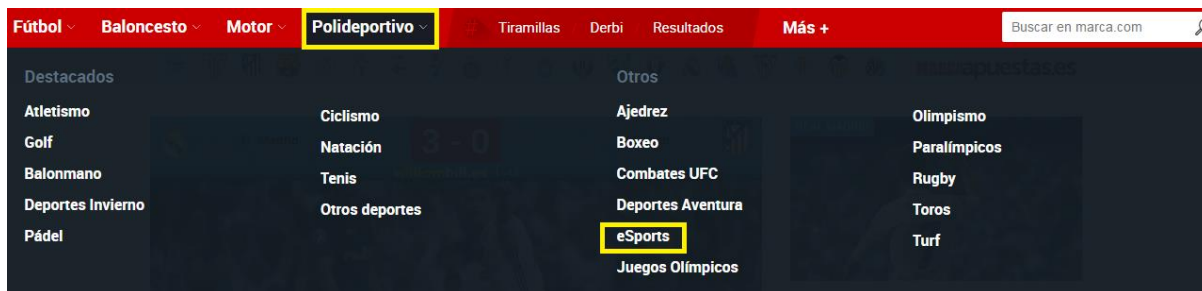 Fútbol Baloncesto Motor Polideportivo Tiramillas Derbi Resultados Más + Buscar en marca.com
Destacados
Atletismo
Golf
Balonmano
Deportes Invierno
Pádel
Ciclismo
Natación
Tenis
Otros deportes
Otros
Ajedrez
Boxeo
Combates UFC
Deportes Aventura
eSports
Juegos Olímpicos
Olimpismo
Paralímpicos
Rugby
Toros
Turf
3 - 0